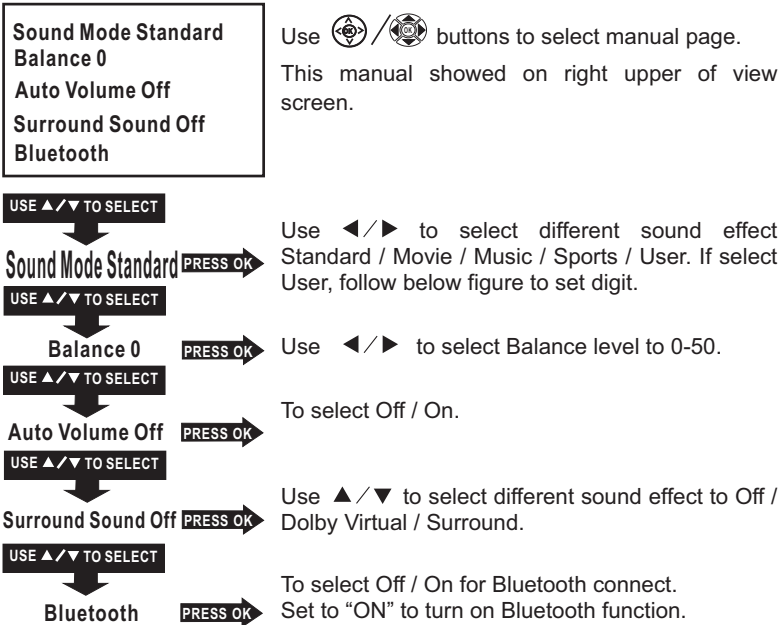 Sound Mode Standard
Balance 0
Auto Volume Off
Surround Sound Off
Bluetooth
Use OK / OK buttons to select manual page.
This manual showed on right upper of view
screen.
USE ▲/▼ TO SELECT
Sound Mode Standard PRESS OK
Use ◀/▶ to select different sound effect
Standard / Movie / Music / Sports / User. If select
User, follow below figure to set digit.
USE ▲/▼ TO SELECT
Balance 0 PRESS OK
Use ◀/▶ to select Balance level to 0-50.
USE ▲/▼ TO SELECT
Auto Volume Off PRESS OK
To select Off / On.
USE ▲/▼ TO SELECT
Surround Sound Off PRESS OK
Use ▲/▼ to select different sound effect to Off /
Dolby Virtual / Surround.
USE ▲/▼ TO SELECT
Bluetooth PRESS OK
To select Off / On for Bluetooth connect.
Set to “ON” to turn on Bluetooth function.